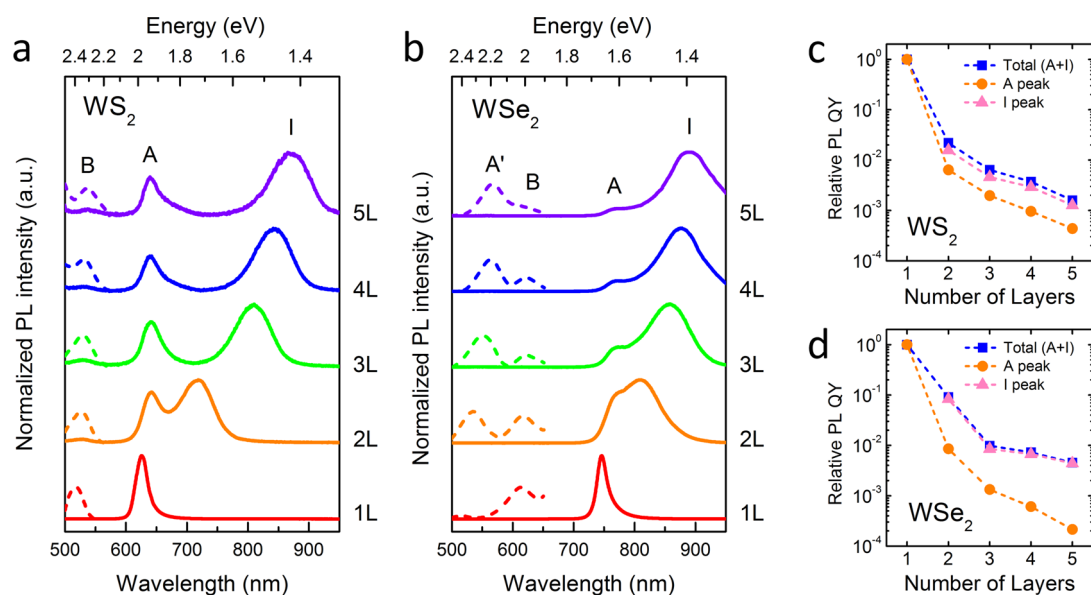 a
Energy (eV)
2.4 2.2 2 1.8 1.6 1.4
WS2
B
A
I
5L
4L
3L
2L
1L
Normalized PL intensity (a.u.)
500 600 700 800 900
Wavelength (nm)
b
Energy (eV)
2.4 2.2 2 1.8 1.6 1.4
WSe2
A'
B
A
I
5L
4L
3L
2L
1L
Normalized PL intensity (a.u.)
500 600 700 800 900
Wavelength (nm)
c
Relative PL QY
10^0
10^-1
10^-2
10^-3
10^-4
Total (A+I)
A peak
I peak
WS2
1 2 3 4 5
Number of Layers
d
Relative PL QY
10^0
10^-1
10^-2
10^-3
10^-4
Total (A+I)
A peak
I peak
WSe2
1 2 3 4 5
Number of Layers